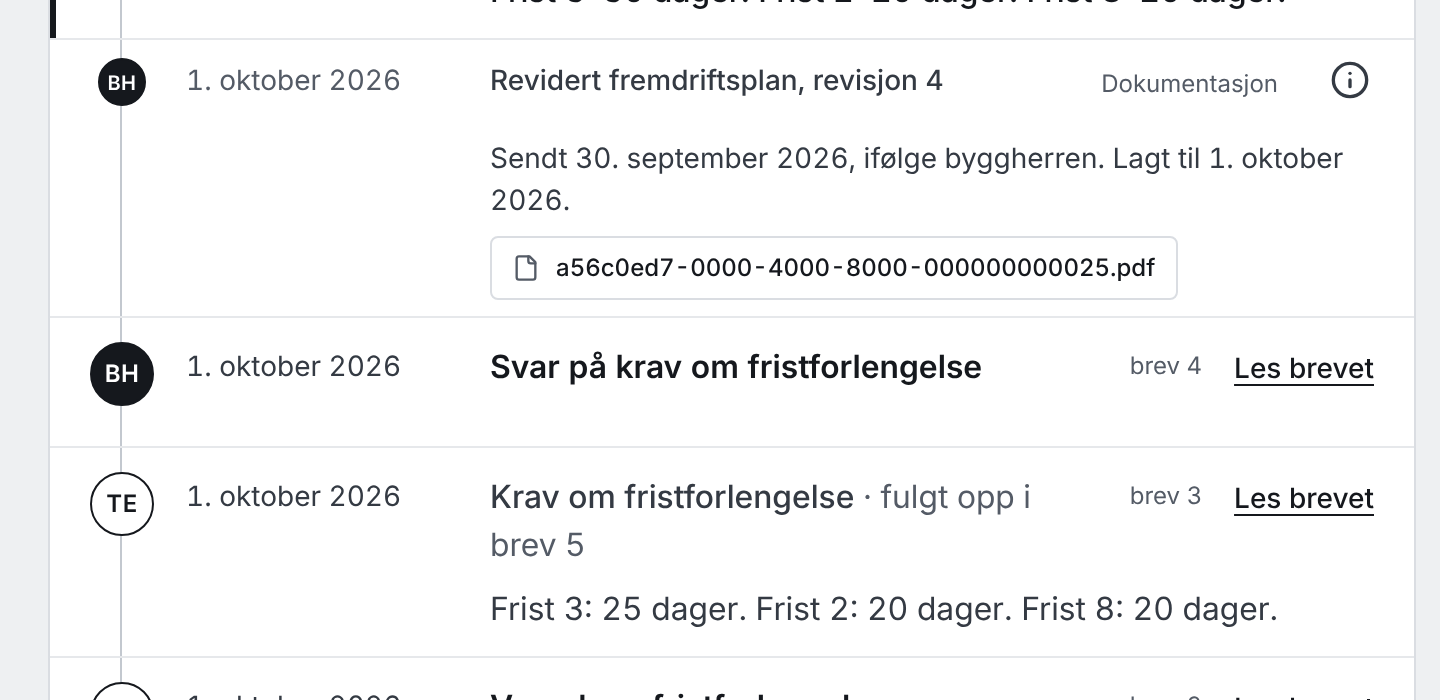 BH 1. oktober 2026 Revidert fremdriftsplan, revisjon 4 Dokumentasjon
Sendt 30. september 2026, ifølge byggherren. Lagt til 1. oktober
2026.
a56c0ed7-0000-4000-8000-000000000025.pdf
BH 1. oktober 2026 Svar på krav om fristforlengelse brev 4 Les brevet
TE 1. oktober 2026 Krav om fristforlengelse · fulgt opp i brev 3 Les brevet
brev 5
Frist 3: 25 dager. Frist 2: 20 dager. Frist 8: 20 dager.